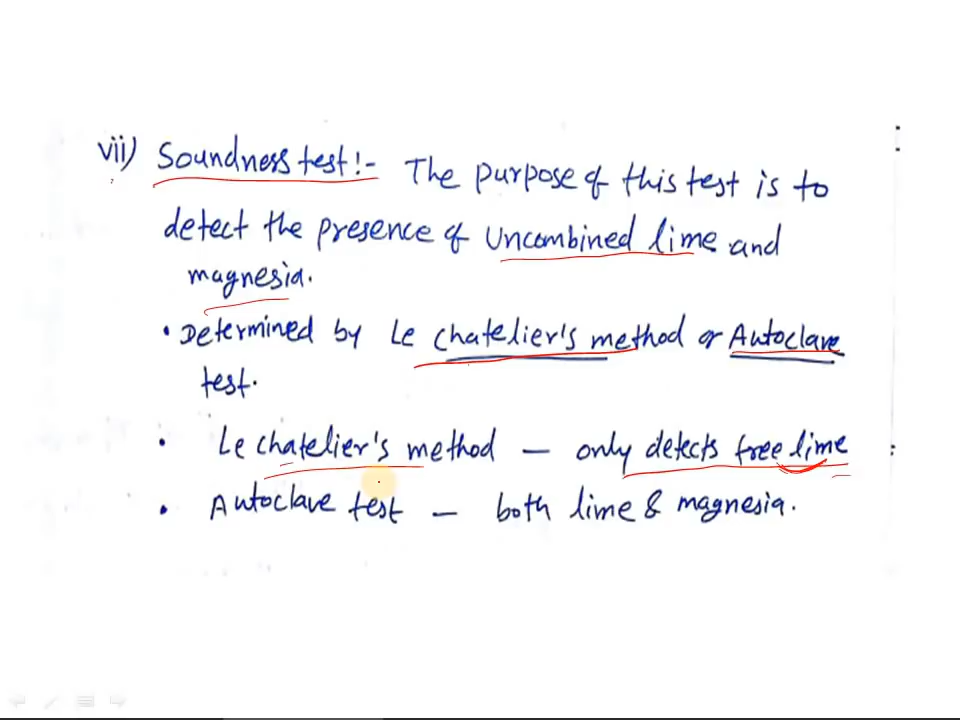 vii) Soundness test!- The purpose of this test is to
detect the presence of uncombined lime and
magnesia.
• Determined by Le chatelier's method or Autoclave
test.
• Le chatelier's method — only detects free lime
• Autoclave test — both lime & magnesia.